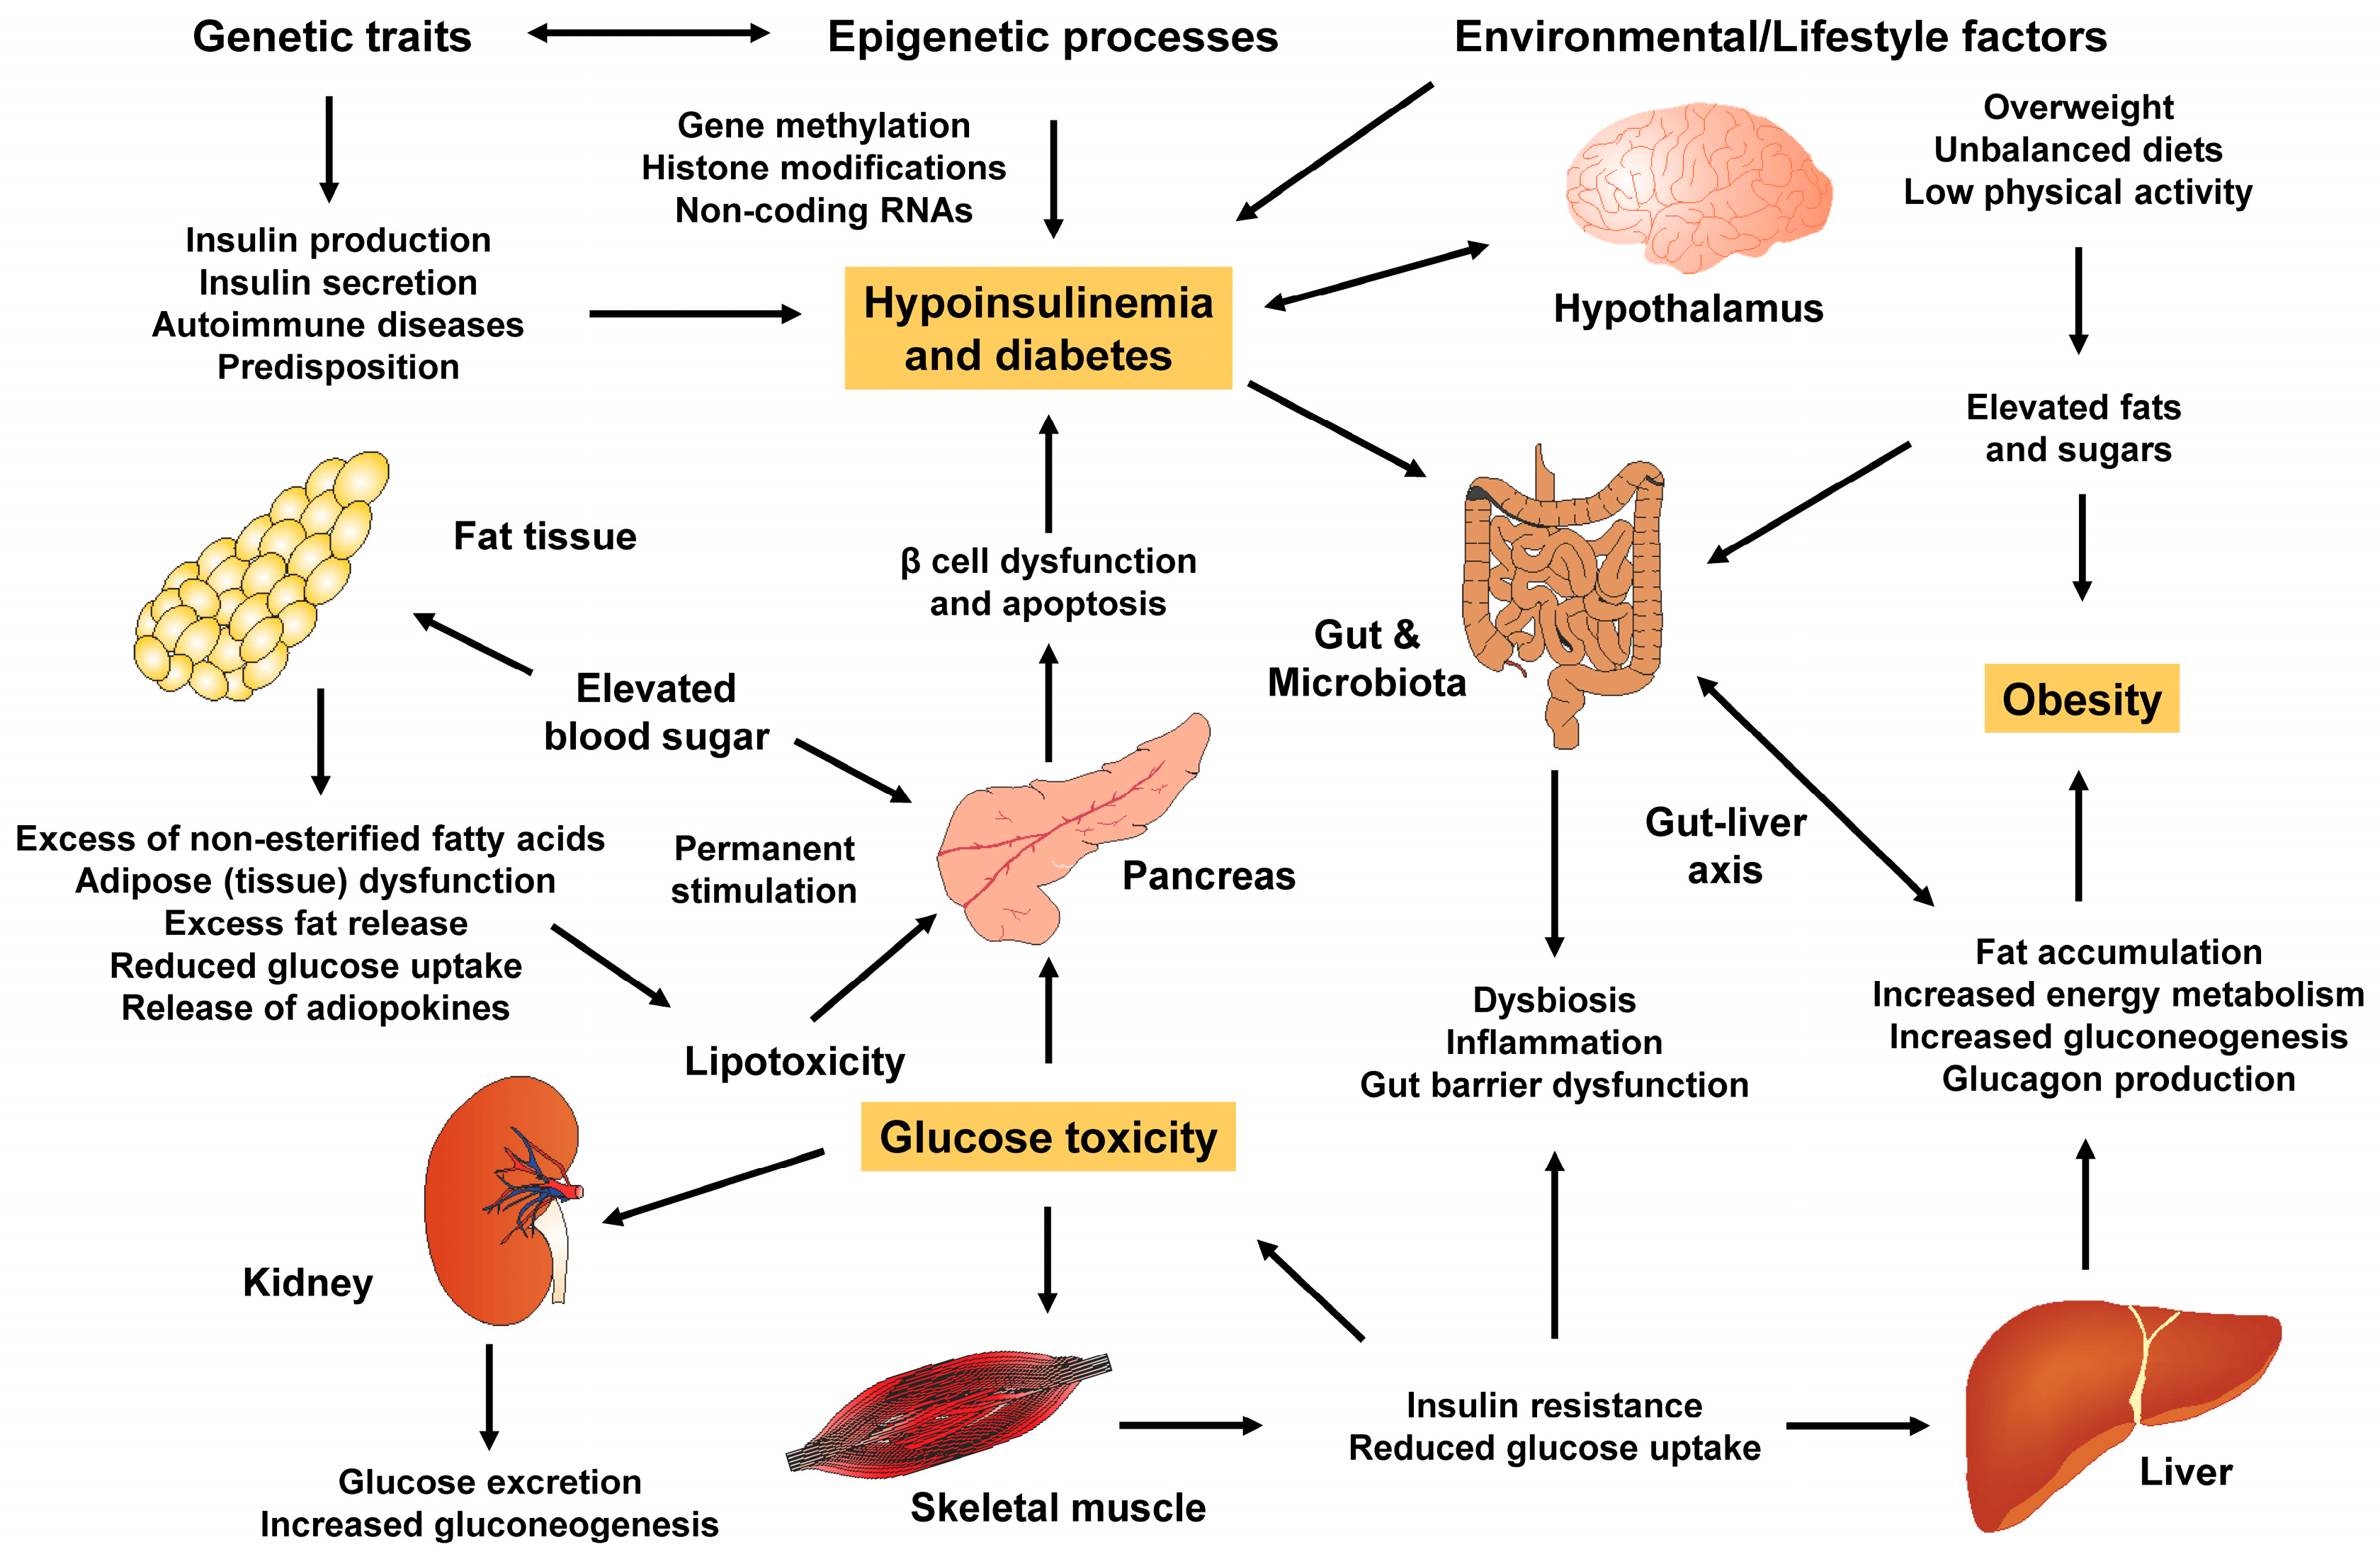 Genetic traits
Epigenetic processes
Environmental/Lifestyle factors
Gene methylation
Histone modifications
Non-coding RNAs
Overweight
Unbalanced diets
Low physical activity
Insulin production
Insulin secretion
Autoimmune diseases
Predisposition
Hypoinsulinemia
and diabetes
Hypothalamus
Elevated fats
and sugars
Fat tissue
β cell dysfunction
and apoptosis
Gut &
Microbiota
Elevated
blood sugar
Obesity
Excess of non-esterified fatty acids
Adipose (tissue) dysfunction
Excess fat release
Reduced glucose uptake
Release of adiopokines
Permanent
stimulation
Pancreas
Gut-liver
axis
Lipotoxicity
Dysbiosis
Inflammation
Gut barrier dysfunction
Fat accumulation
Increased energy metabolism
Increased gluconeogenesis
Glucagon production
Glucose toxicity
Kidney
Insulin resistance
Reduced glucose uptake
Liver
Glucose excretion
Increased gluconeogenesis
Skeletal muscle